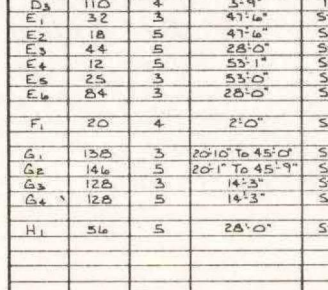 D3 110 4 3'-9"
E1 32 3 47'-6" S
E2 18 5 47'-6" S
E3 44 5 28'-0" S
E4 12 5 53'-1" S
E5 25 3 53'-0" S
E6 84 3 28'-0" S
F1 20 4 2'-0" S
G1 138 3 20'-10" To 45'-0" S
G2 146 5 20'-1" To 45'-9" S
G3 128 3 14'-3" S
G4 128 5 14'-3" S
H1 56 5 28'-0" S